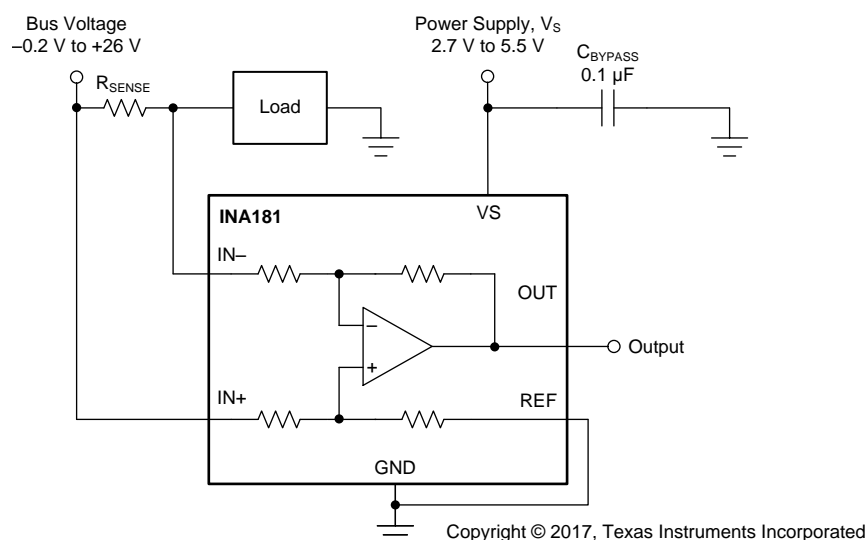 Bus Voltage
–0.2 V to +26 V
Power Supply, VS
2.7 V to 5.5 V
CBYPASS
0.1 µF
RSENSE
Load
VS
INA181
IN–
OUT
–
Output
+
IN+
REF
GND
Copyright © 2017, Texas Instruments Incorporated